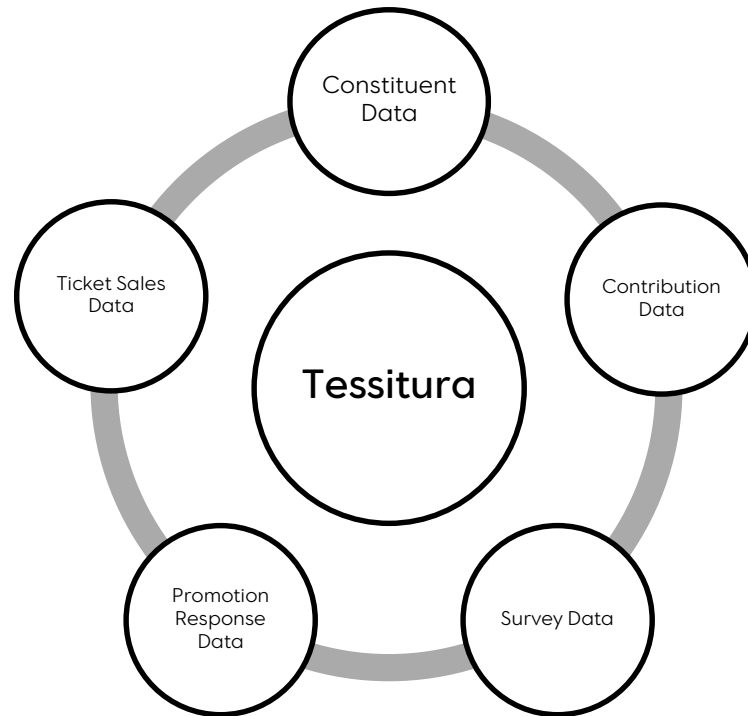 Constituent
Data
Ticket Sales
Data
Contribution
Data
Tessitura
Promotion
Response
Data
Survey Data